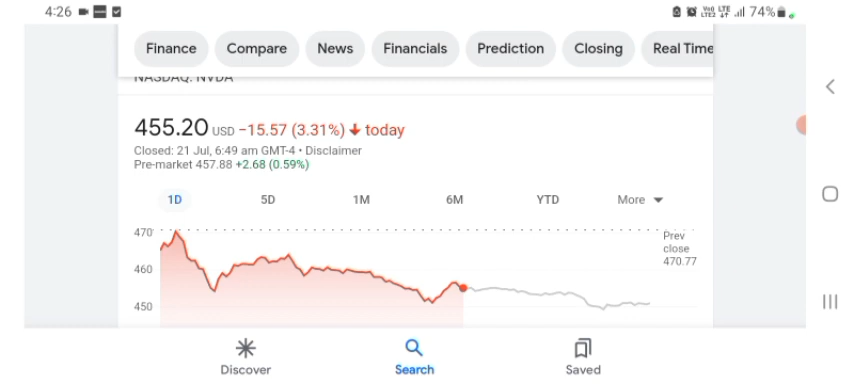 4:26 74%
Finance Compare News Financials Prediction Closing Real Time
NASDAQ: NVDA
455.20 USD −15.57 (3.31%) today
Closed: 21 Jul, 6:49 am GMT-4 • Disclaimer
Pre-market 457.88 +2.68 (0.59%)
1D 5D 1M 6M YTD More
470
Prev
close
470.77
460
450
Discover Search Saved